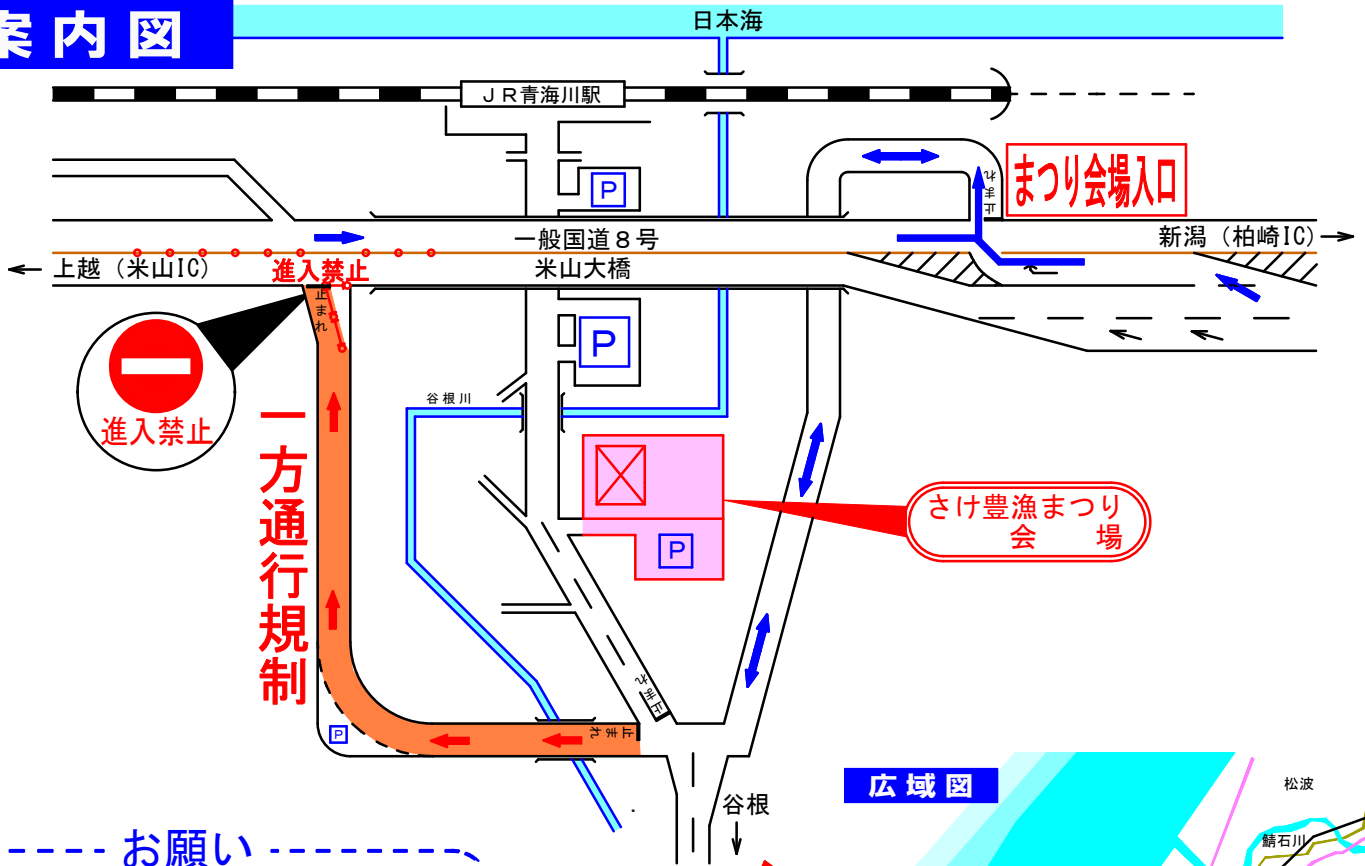 案内図
日本海
JR青海川駅
P
まつり会場入口
止まれ
一般国道8号
新潟(柏崎IC)
上越(米山IC)
進入禁止
米山大橋
止まれ
進入禁止
P
谷根川
一方通行規制
さけ豊漁まつり
会場
P
止まれ
止まれ
P
広域図
松波
鯖石川
谷根
お願い